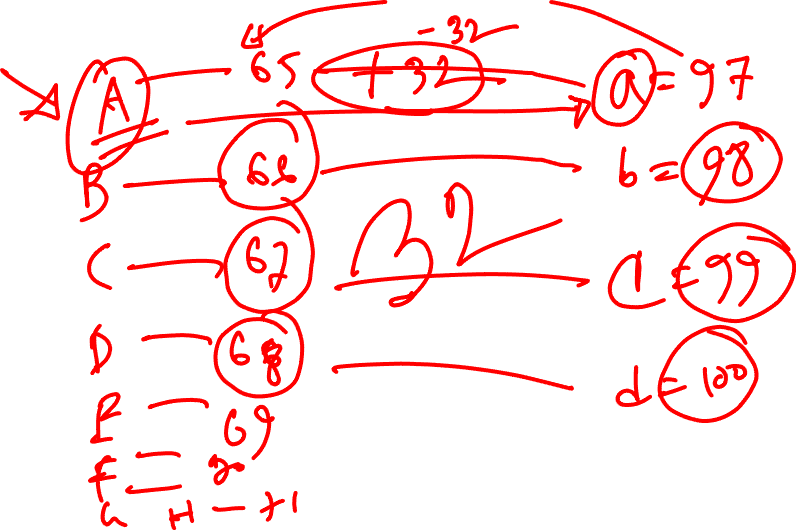 -32
A — 65 +32 a = 97
B — 66 b = 98
32
C — 67 C = 99
D — 68 d = 100
E — 69
F — 70
G H — 71